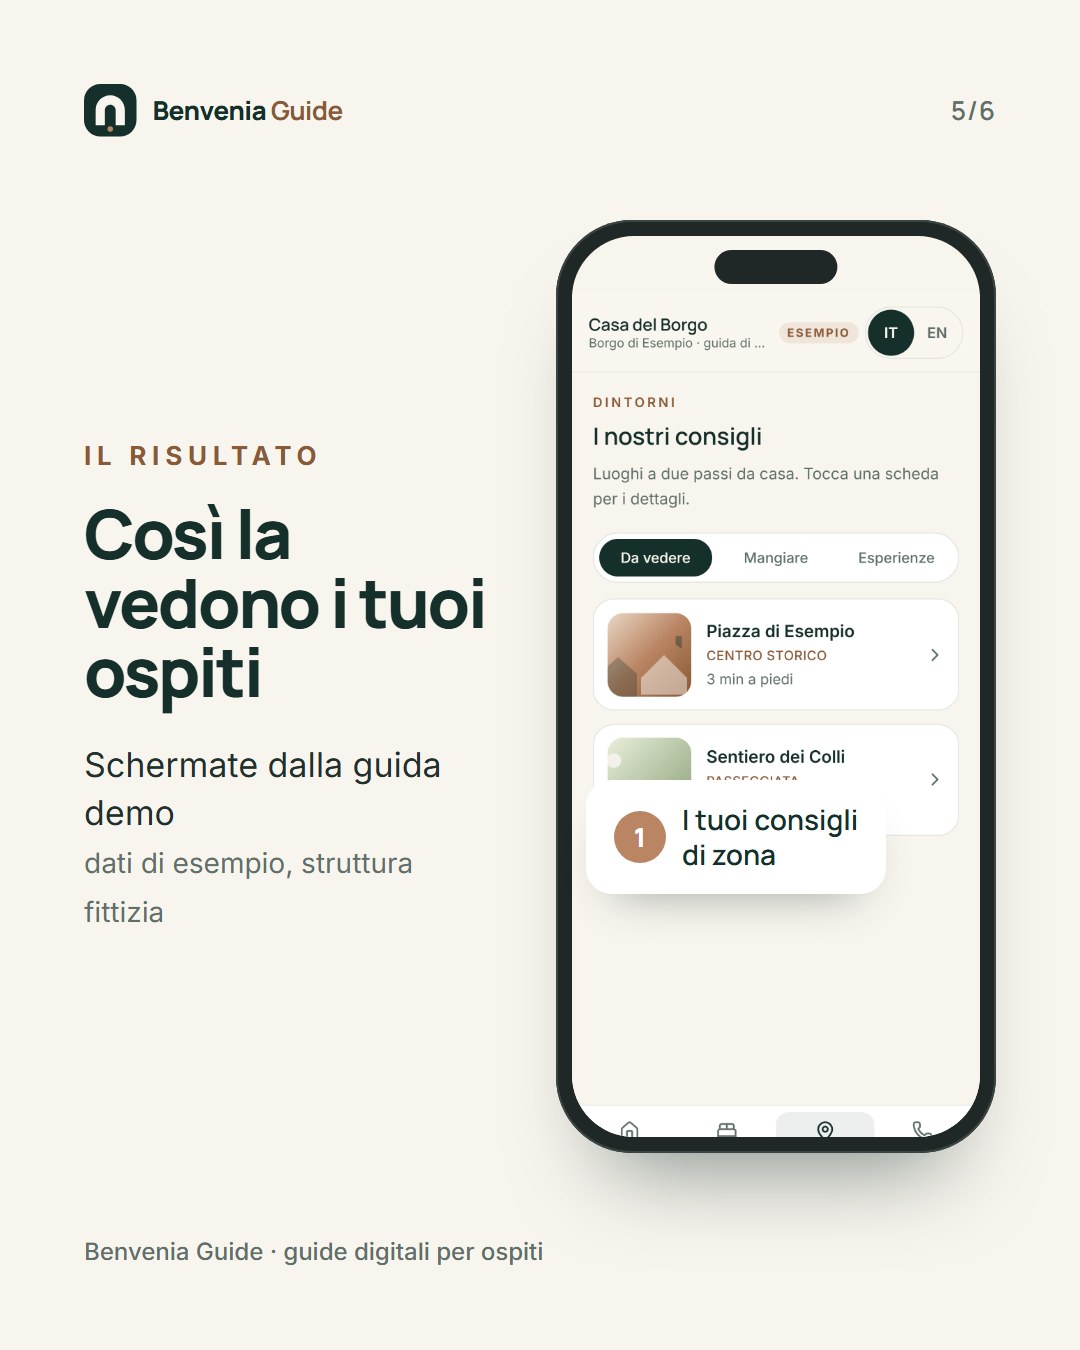 Benvenia Guide
5/6
IL RISULTATO
Così la
vedono i tuoi
ospiti
Schermate dalla guida
demo
dati di esempio, struttura
fittizia
Casa del Borgo
Borgo di Esempio · guida di ...
ESEMPIO
IT
EN
DINTORNI
I nostri consigli
Luoghi a due passi da casa. Tocca una scheda
per i dettagli.
Da vedere
Mangiare
Esperienze
Piazza di Esempio
CENTRO STORICO
3 min a piedi
Sentiero dei Colli
PASSEGGIATA
1
I tuoi consigli
di zona
Benvenia Guide · guide digitali per ospiti